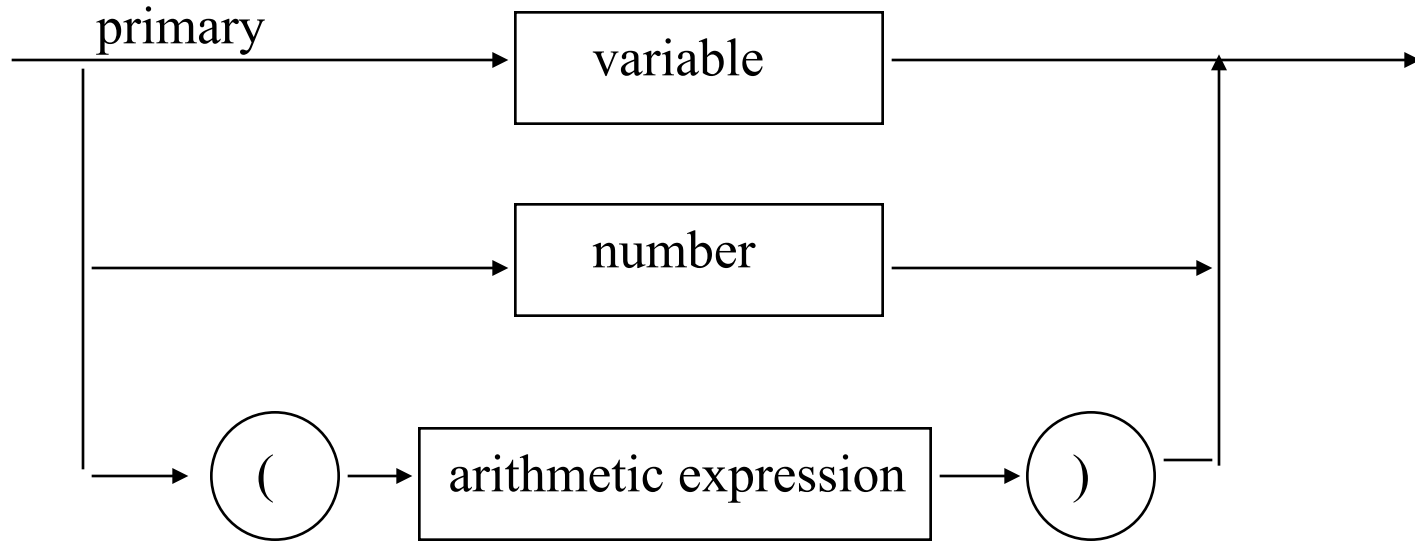 primary
variable
number
( arithmetic expression )